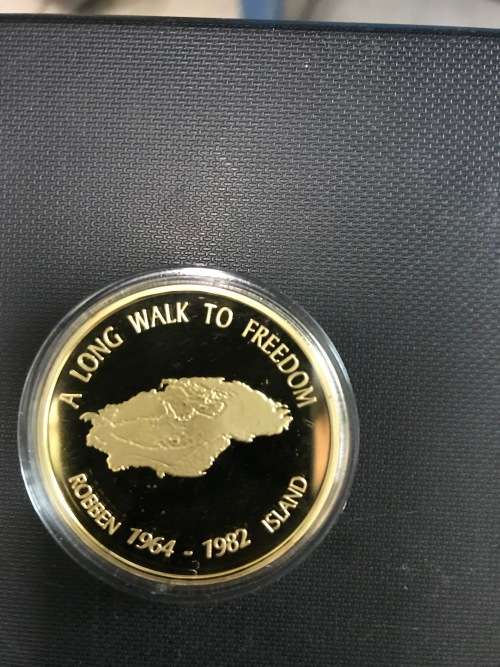 A LONG WALK TO FREEDOM
ROBBEN 1964 - 1982 ISLAND